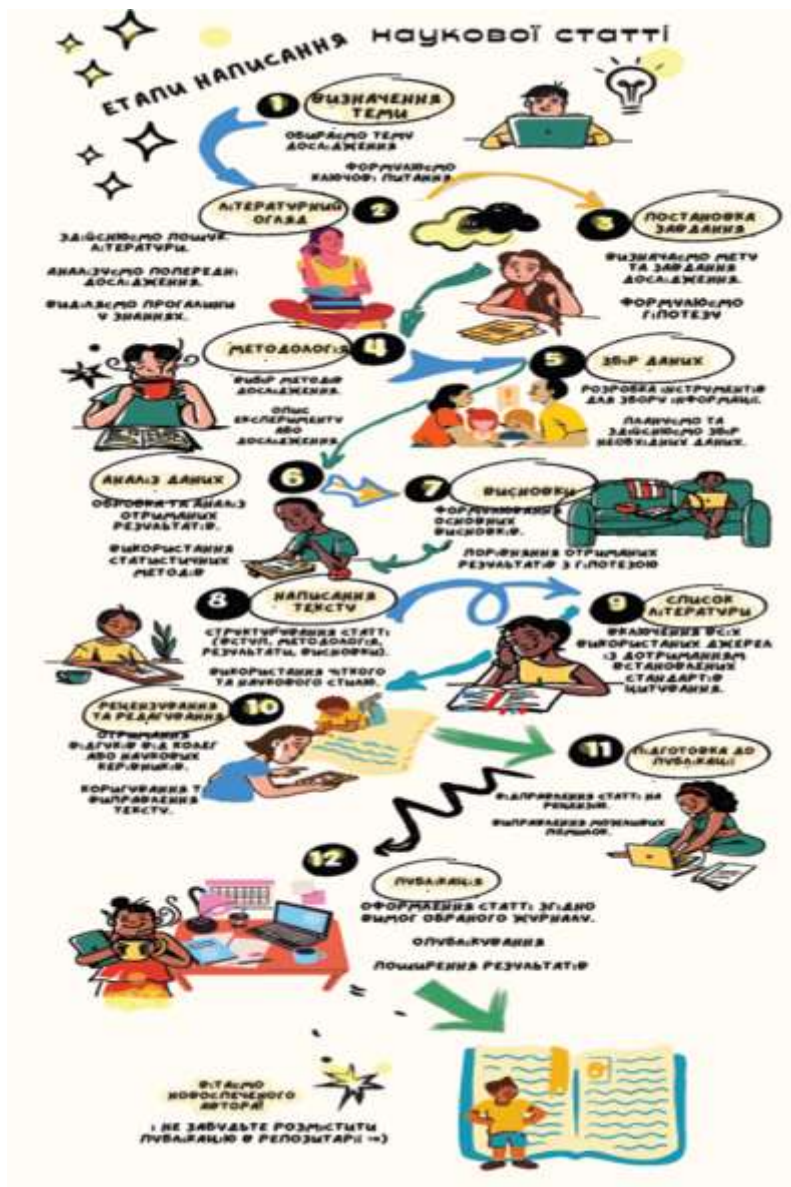 ЕТАПИ НАПИСАННЯ НАУКОВОЇ СТАТТІ
1
ВИЗНАЧЕННЯ
ТЕМИ
ОБИРАЄМО ТЕМУ
ДОСЛІДЖЕННЯ
ФОРМУЛЮЄМО
КЛЮЧОВІ ПИТАННЯ.
ЛІТЕРАТУРНИЙ
ОГЛЯД
2
ЗДІЙСНЮЄМО ПОШУК
ЛІТЕРАТУРИ.
АНАЛІЗУЄМО ПОПЕРЕДНІ
ДОСЛІДЖЕННЯ.
ВИДІЛЯЄМО ПРОГАЛИНИ
У ЗНАННЯХ.
3
ПОСТАНОВКА
ЗАВДАННЯ
ВИЗНАЧАЄМО МЕТУ
ТА ЗАВДАННЯ
ДОСЛІДЖЕННЯ.
ФОРМУЛЮЄМО
ГІПОТЕЗУ
МЕТОДОЛОГІЯ
4
ВИБІР МЕТОДІВ
ДОСЛІДЖЕННЯ.
ОПИС
ЕКСПЕРИМЕНТУ
АБО
ДОСЛІДЖЕННЯ
5
ЗБІР ДАНИХ
РОЗРОБКА ІНСТРУМЕНТІВ
ДЛЯ ЗБОРУ ІНФОРМАЦІЇ.
ПЛАНУЄМО ТА
ЗДІЙСНЮЄМО ЗБІР
НЕОБХІДНИХ ДАНИХ.
АНАЛІЗ ДАНИХ
6
ОБРОБКА ТА АНАЛІЗ
ОТРИМАНИХ
РЕЗУЛЬТАТІВ.
ВИКОРИСТАННЯ
СТАТИСТИЧНИХ
МЕТОДІВ
7
ВИСНОВКИ
ФОРМУЛЮВАННЯ
ОСНОВНИХ
ВИСНОВКІВ.
ПОРІВНЯННЯ ОТРИМАНИХ
РЕЗУЛЬТАТІВ З ГІПОТЕЗОЮ
8
НАПИСАННЯ
ТЕКСТУ
СТРУКТУРУВАННЯ СТАТТІ
(ВСТУП, МЕТОДОЛОГІЯ,
РЕЗУЛЬТАТИ, ВИСНОВКИ).
ВИКОРИСТАННЯ ЧІТКОГО
ТА НАУКОВОГО СТИЛЮ.
9
СПИСОК
ЛІТЕРАТУРИ
ВКЛЮЧЕННЯ ВСІХ
ВИКОРИСТАНИХ ДЖЕРЕЛ
ІЗ ДОТРИМАННЯМ
ВСТАНОВЛЕНИХ
СТАНДАРТІВ
ЦИТУВАННЯ.
РЕЦЕНЗУВАННЯ
ТА РЕДАГУВАННЯ
10
ОТРИМАННЯ
ВІДГУКІВ ВІД КОЛЕГ
АБО НАУКОВИХ
КЕРІВНИКІВ.
КОРИГУВАННЯ Т
ВИПРАВЛЕННЯ
ТЕКСТУ.
11
ПІДГОТОВКА ДО
ПУБЛІКАЦІЇ
ВІДПРАВЛЕННЯ СТАТТІ НА
РЕЦЕНЗІЮ.
ВИПРАВЛЕННЯ МОЖЛИВИХ
ПОМИЛОК.
12
ПУБЛІКАЦІЯ
ОФОРМЛЕННЯ СТАТТІ ЗГІДНО
ВИМОГ ОБРАНОГО ЖУРНАЛУ.
ОПУБЛІКУВАННЯ
ПОШИРЕННЯ РЕЗУЛЬТАТІВ
ВІТАЄМО
НОВОСПЕЧЕНОГО
АВТОРА!
І НЕ ЗАБУДЬТЕ РОЗМІСТИТИ
ПУБЛІКАЦІЮ В РЕПОЗИТАРІЇ =)